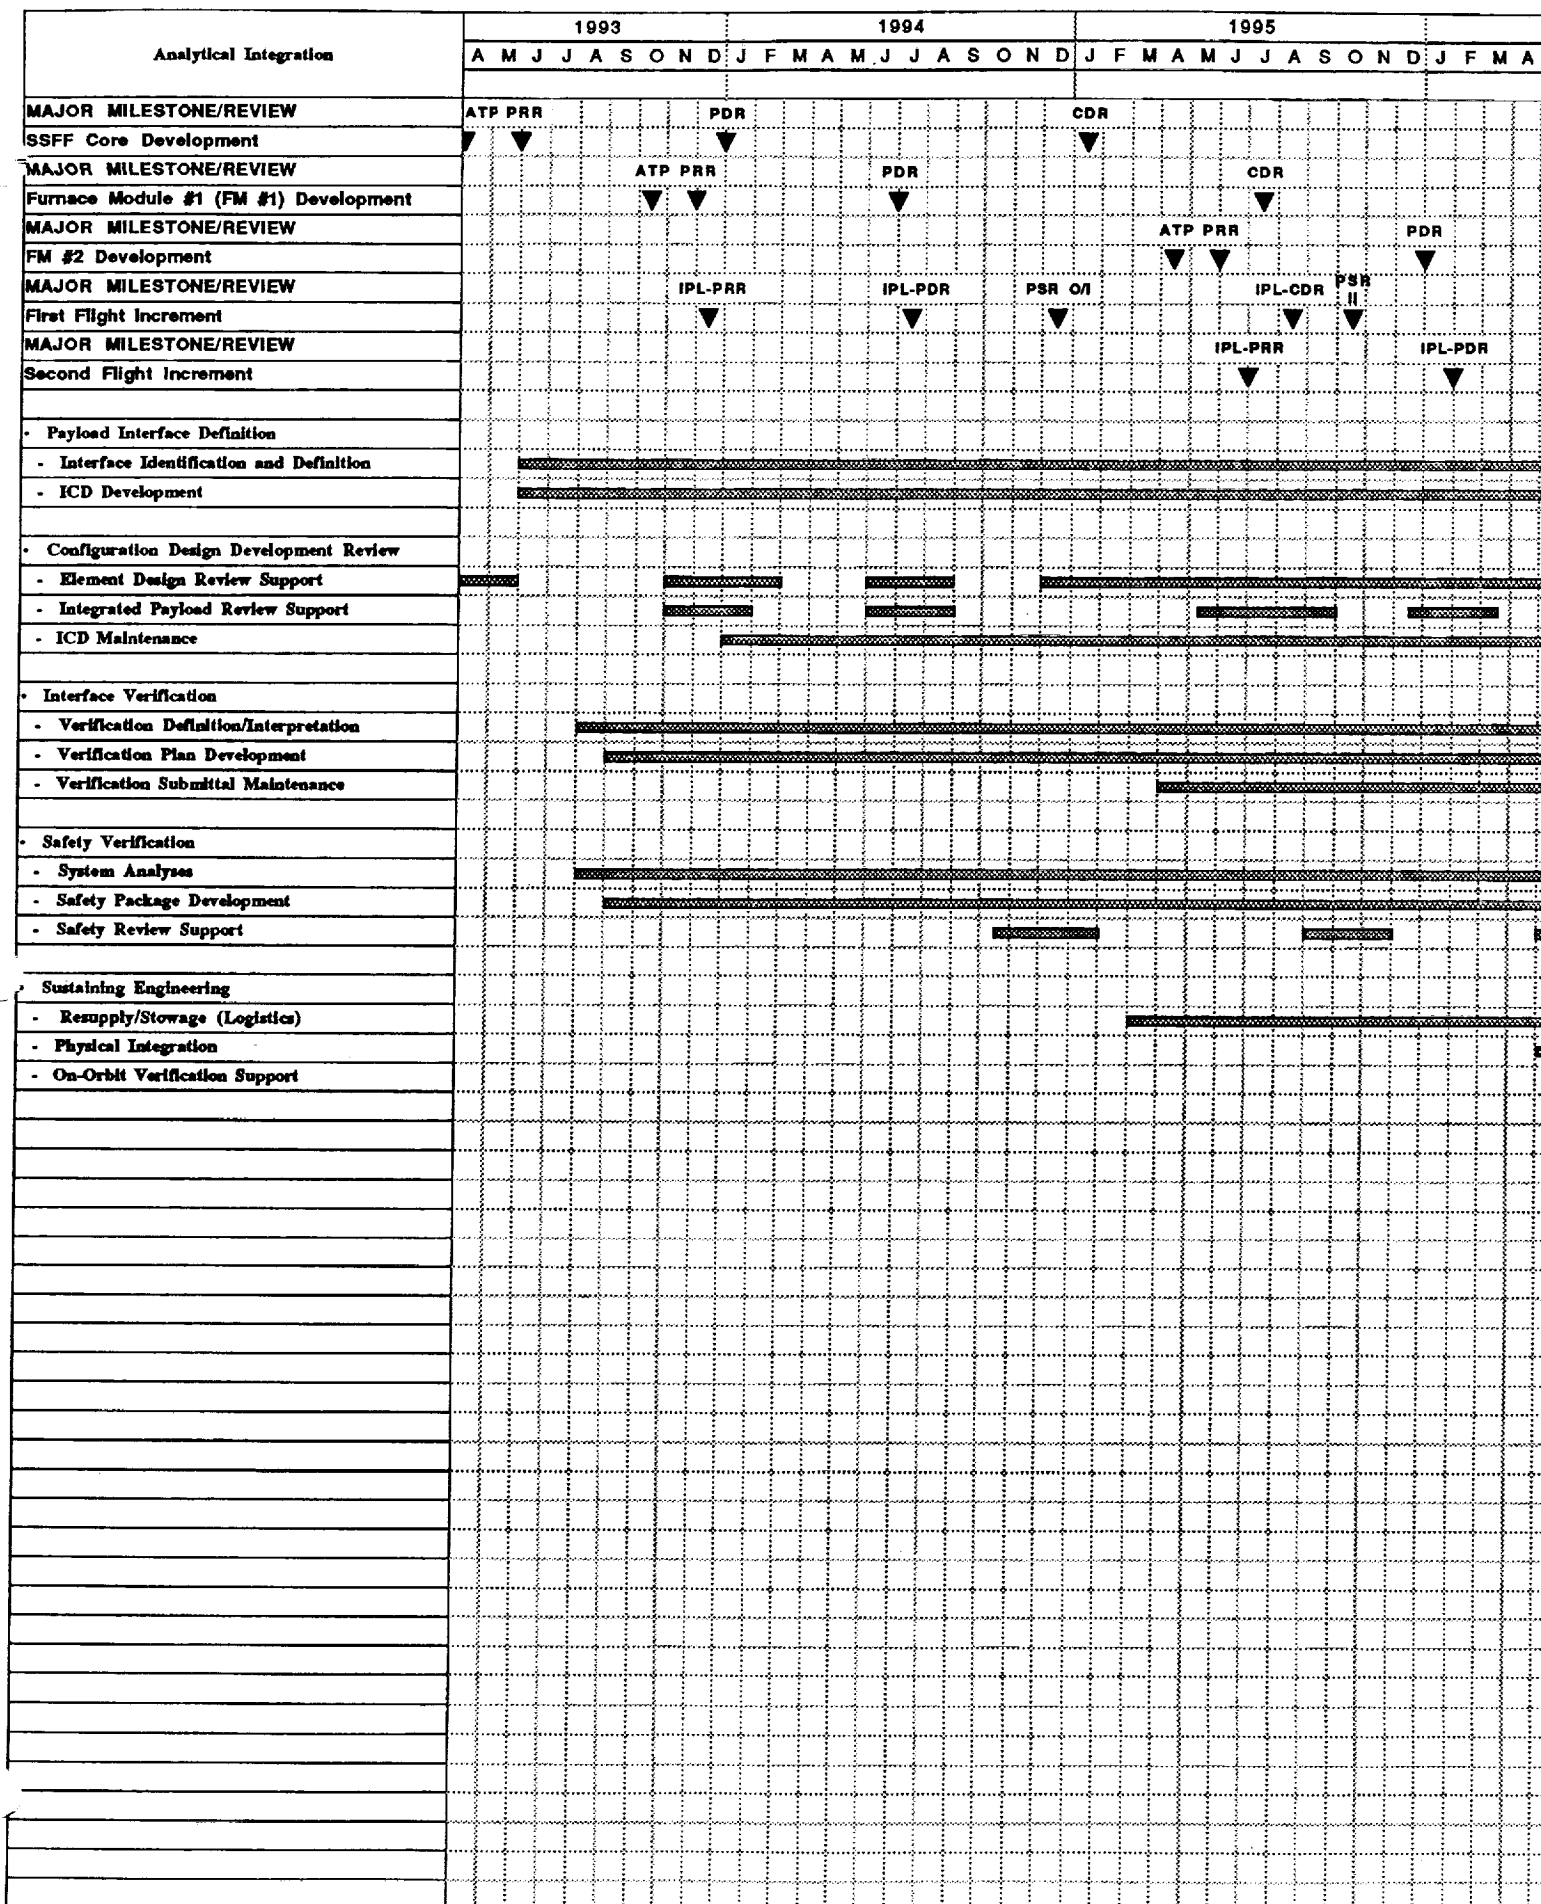 1993 1994 1995
Analytical Integration
A M J J A S O N D J F M A M J J A S O N D J F M A M J J A S O N D J F M A
MAJOR MILESTONE/REVIEW ATP PRR PDR CDR
SSFF Core Development
MAJOR MILESTONE/REVIEW ATP PRR PDR CDR
Furnace Module #1 (FM #1) Development
MAJOR MILESTONE/REVIEW ATP PRR PDR
FM #2 Development
MAJOR MILESTONE/REVIEW IPL-PRR IPL-PDR PSR O/I IPL-CDR PSR II
First Flight Increment
MAJOR MILESTONE/REVIEW IPL-PRR IPL-PDR
Second Flight Increment
· Payload Interface Definition
- Interface Identification and Definition
- ICD Development
· Configuration Design Development Review
- Element Design Review Support
- Integrated Payload Review Support
- ICD Maintenance
· Interface Verification
- Verification Definition/Interpretation
- Verification Plan Development
- Verification Submittal Maintenance
· Safety Verification
- System Analyses
- Safety Package Development
- Safety Review Support
· Sustaining Engineering
- Resupply/Stowage (Logistics)
- Physical Integration
- On-Orbit Verification Support